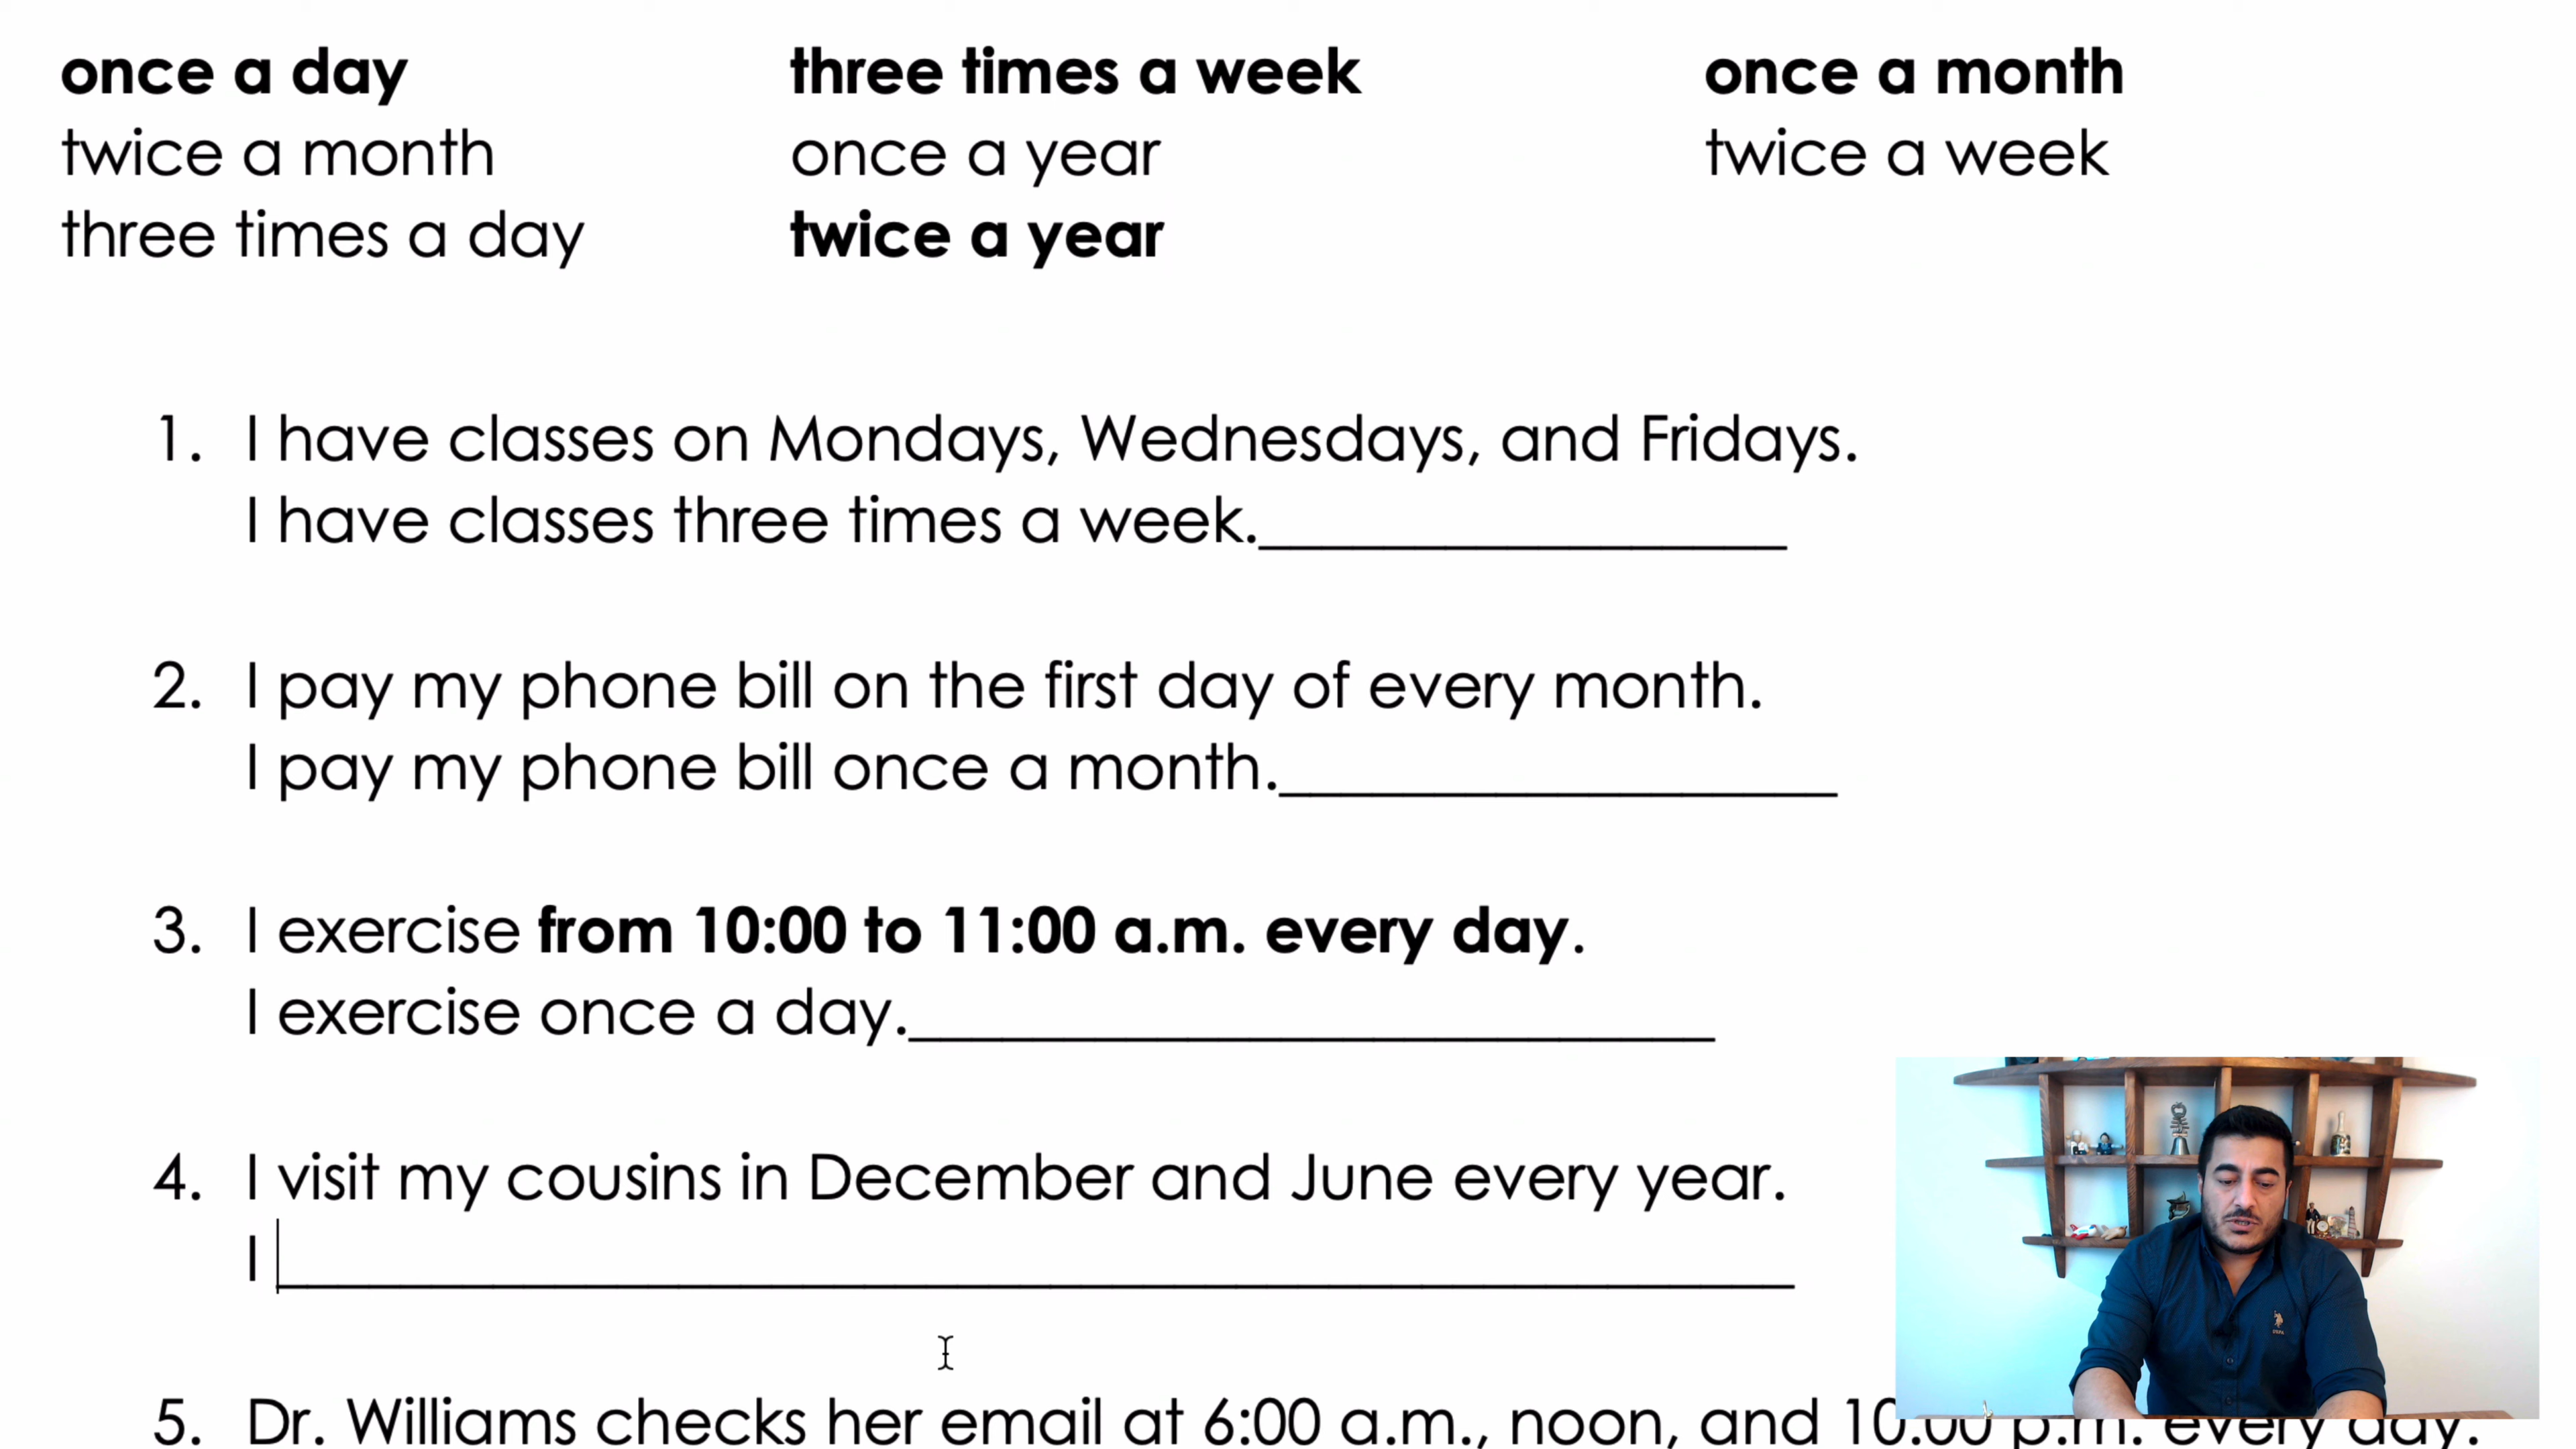 once a day three times a week once a month
twice a month once a year twice a week
three times a day twice a year
1. I have classes on Mondays, Wednesdays, and Fridays.
I have classes three times a week.
2. I pay my phone bill on the first day of every month.
I pay my phone bill once a month.
3. I exercise from 10:00 to 11:00 a.m. every day.
I exercise once a day.
4. I visit my cousins in December and June every year.
I
5. Dr. Williams checks her email at 6:00 a.m., noon, and 10:00 p.m. every day.